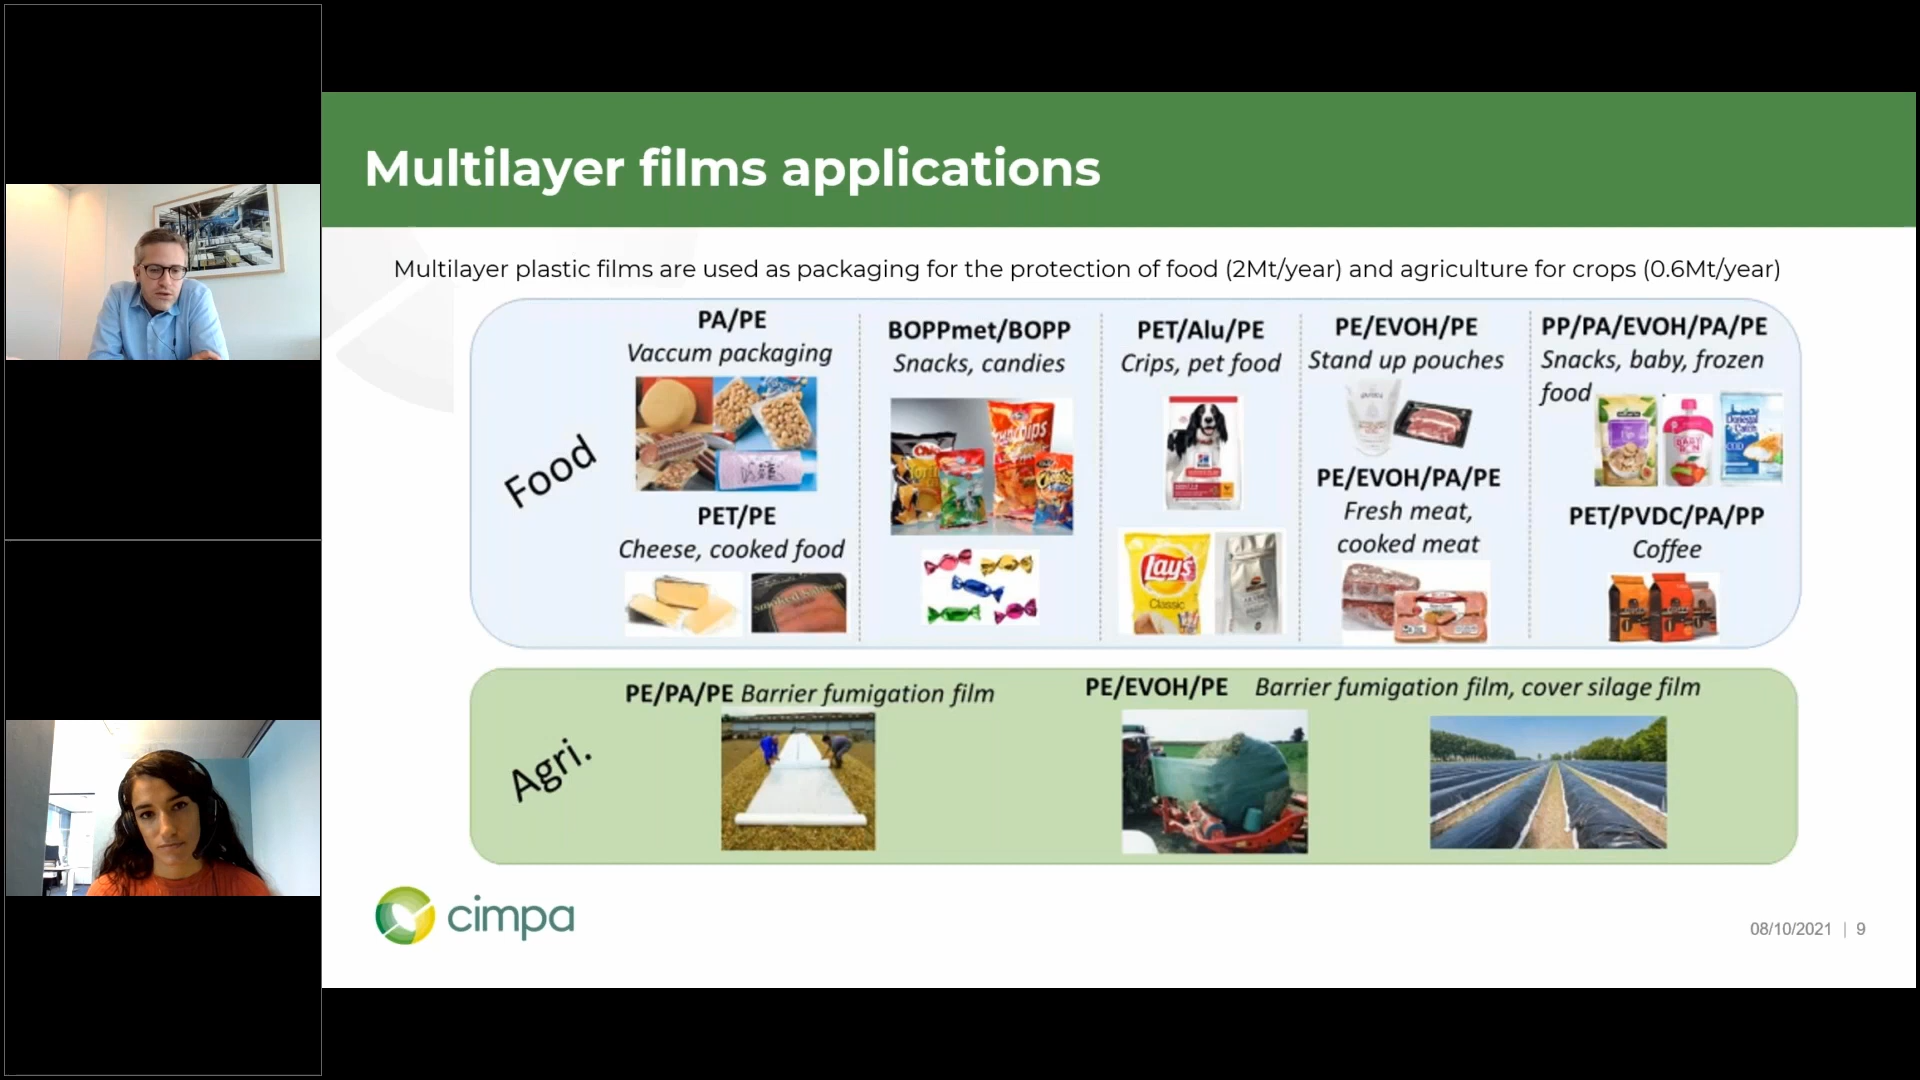 Multilayer films applications
Multilayer plastic films are used as packaging for the protection of food (2Mt/year) and agriculture for crops (0.6Mt/year)
Food
PA/PE
Vaccum packaging
PET/PE
Cheese, cooked food
smoked Salmon
BOPPmet/BOPP
Snacks, candies
PET/Alu/PE
Crips, pet food
Lay's
Classic
PE/EVOH/PE
Stand up pouches
PE/EVOH/PA/PE
Fresh meat,
cooked meat
PP/PA/EVOH/PA/PE
Snacks, baby, frozen
food
PET/PVDC/PA/PP
Coffee
Agri.
PE/PA/PE Barrier fumigation film
PE/EVOH/PE Barrier fumigation film, cover silage film
cimpa
08/10/2021 | 9